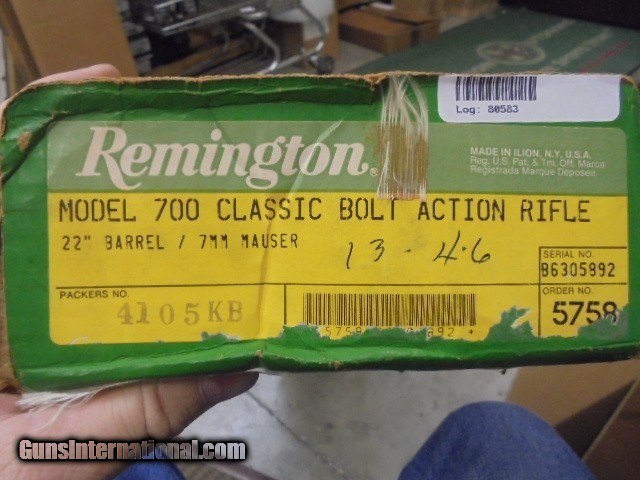 Log: 80583
Remington®
MADE IN ILION, N.Y. U.S.A.
Reg. U.S. Pat. & Tm. Off. Marca
Registrada Marque Deposee
MODEL 700 CLASSIC BOLT ACTION RIFLE
22" BARREL / 7MM MAUSER
13-4.6
SERIAL NO.
B6305992
PACKERS NO.
4105KB
ORDER NO.
5758
GunsInternational.com